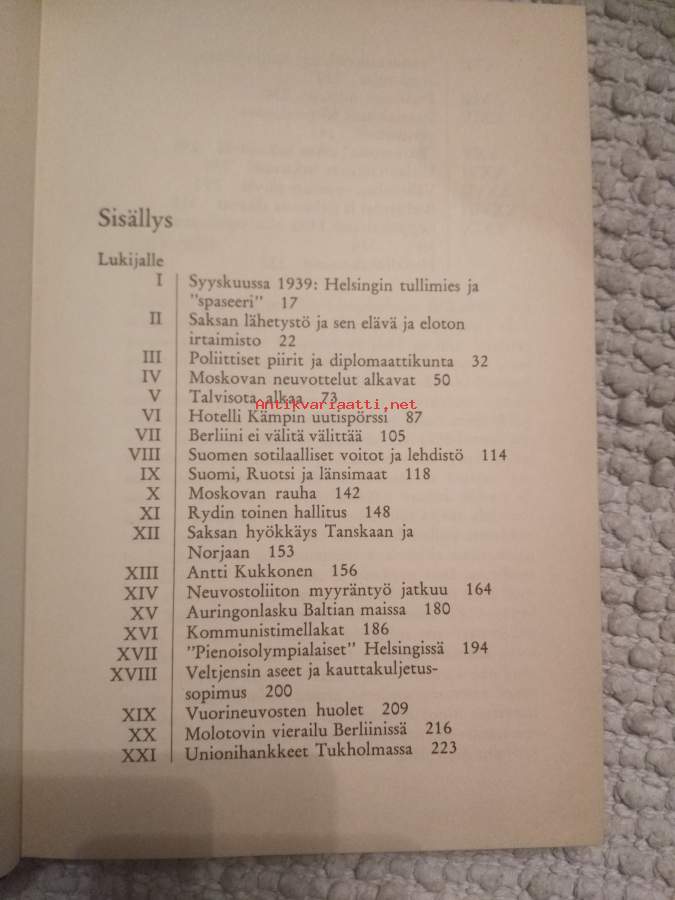 Sisällys
Lukijalle
I Syyskuussa 1939: Helsingin tullimies ja
"spaseeri" 17
II Saksan lähetystö ja sen elävä ja eloton
irtaimisto 22
III Poliittiset piirit ja diplomaattikunta 32
IV Moskovan neuvottelut alkavat 50
V Talvisota alkaa 73
Antikvariaatti.net
VI Hotelli Kämpin uutispörssi 87
VII Berliini ei välitä välittää 105
VIII Suomen sotilaalliset voitot ja lehdistö 114
IX Suomi, Ruotsi ja länsimaat 118
X Moskovan rauha 142
XI Rydin toinen hallitus 148
XII Saksan hyökkäys Tanskaan ja
Norjaan 153
XIII Antti Kukkonen 156
XIV Neuvostoliiton myyräntyö jatkuu 164
XV Auringonlasku Baltian maissa 180
XVI Kommunistimellakat 186
XVII "Pienoisolympialaiset" Helsingissä 194
XVIII Veltjensin aseet ja kauttakuljetus-
sopimus 200
XIX Vuorineuvosten huolet 209
XX Molotovin vierailu Berliinissä 216
XXI Unionihankkeet Tukholmassa 223